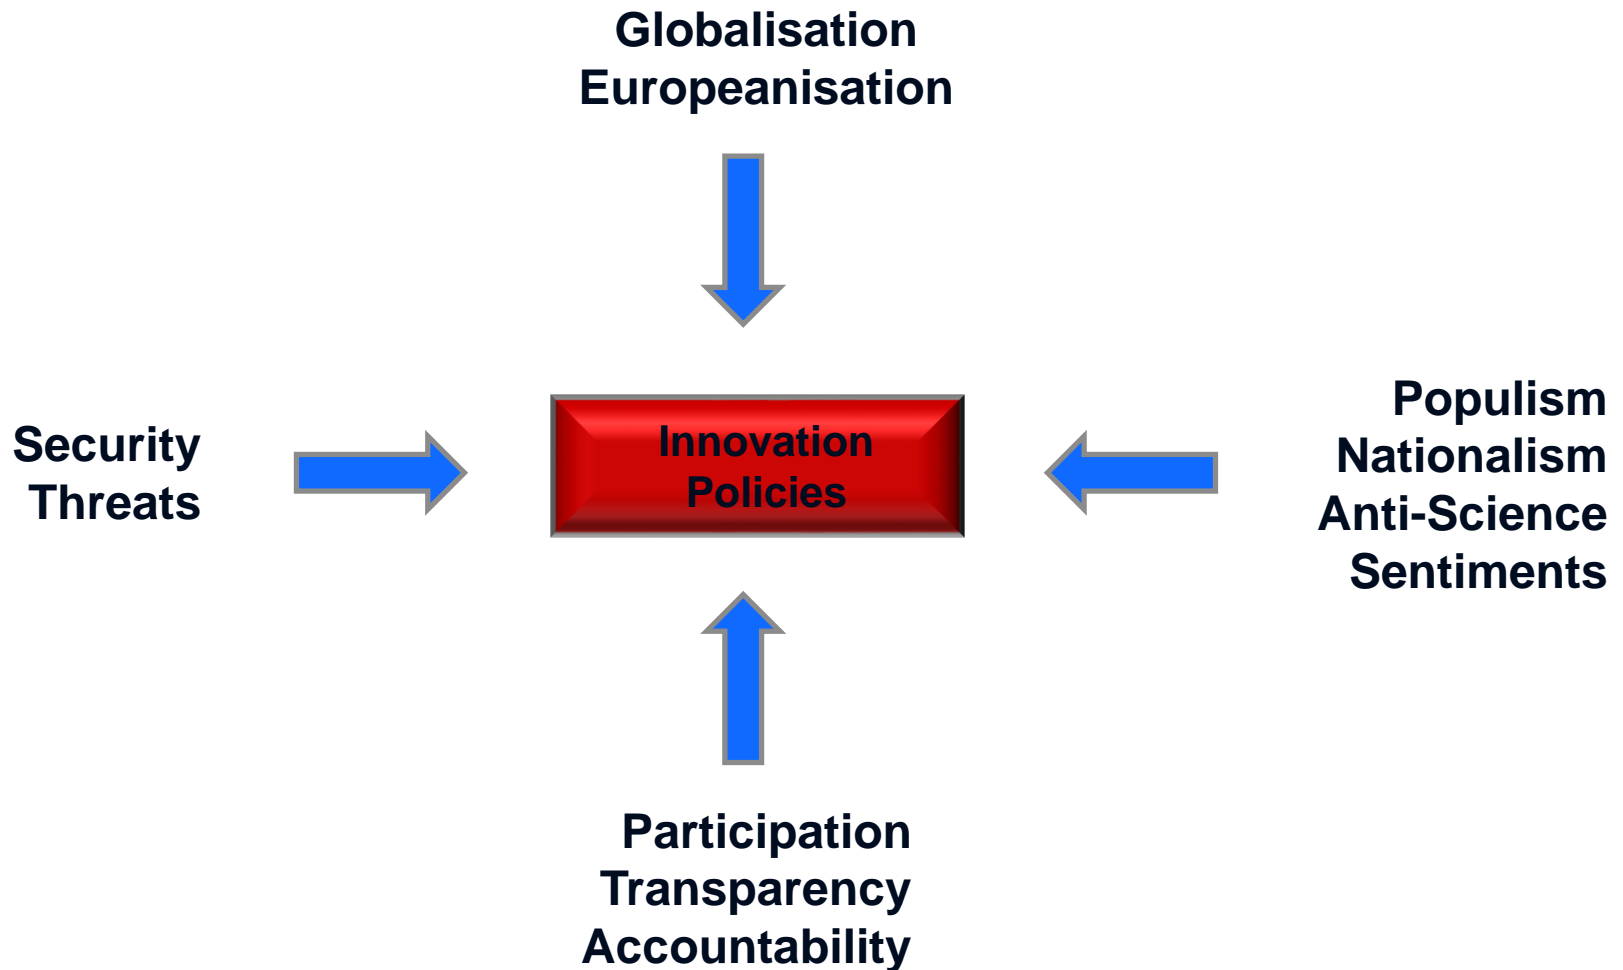 Globalisation
Europeanisation
Security
Threats
Innovation
Policies
Populism
Nationalism
Anti-Science
Sentiments
Participation
Transparency
Accountability